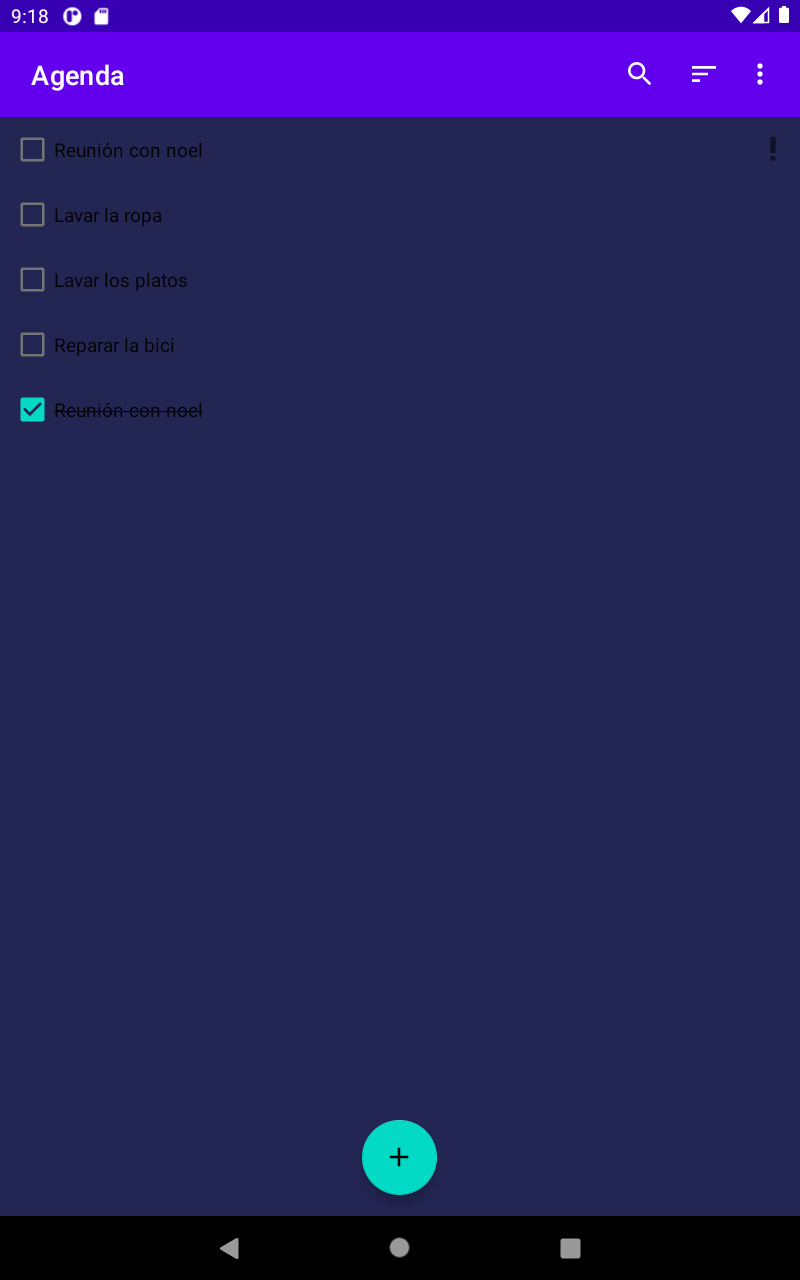 9:18
Agenda
Reunión con noel
Lavar la ropa
Lavar los platos
Reparar la bici
Reunión con noel